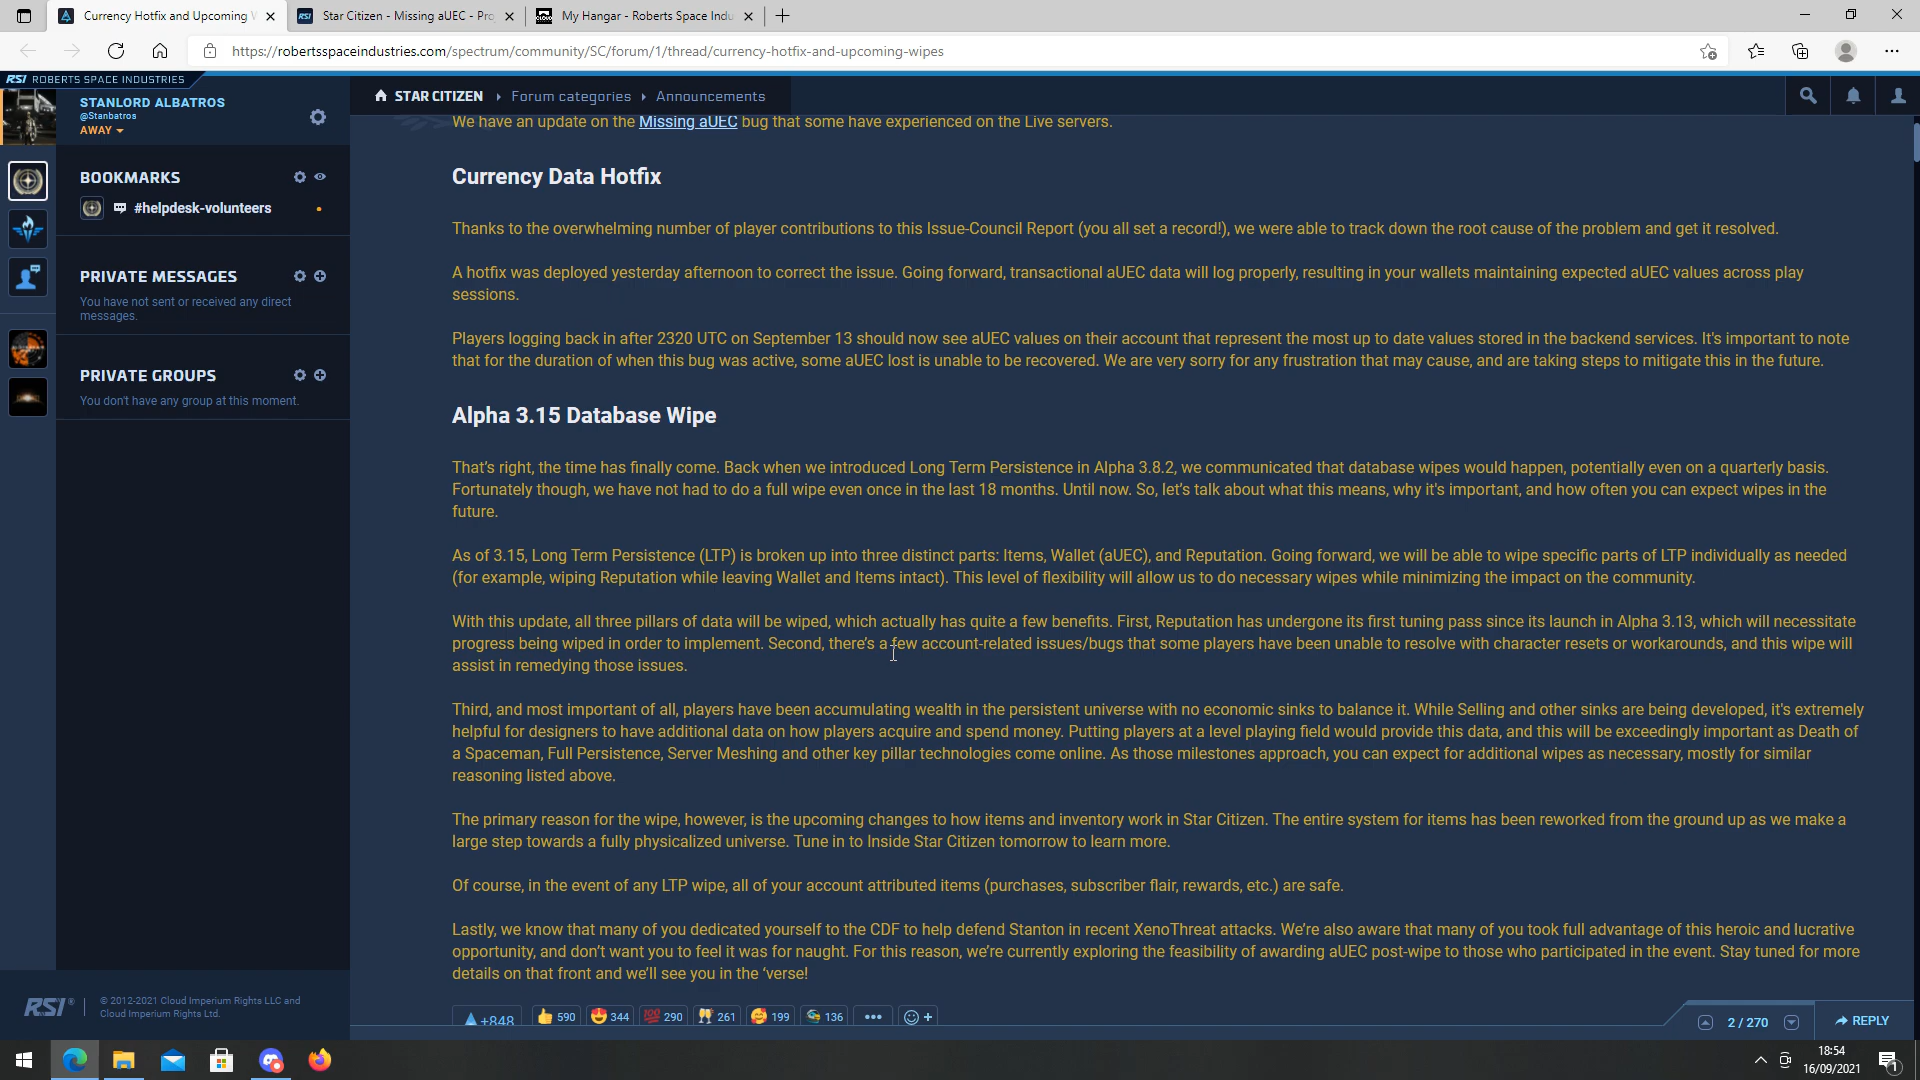 Currency Hotfix and Upcoming W
Star Citizen - Missing aUEC - Pro
My Hangar - Roberts Space Indu
https://robertsspaceindustries.com/spectrum/community/SC/forum/1/thread/currency-hotfix-and-upcoming-wipes
RSI ROBERTS SPACE INDUSTRIES
STANLORD ALBATROS
@Stanbatros
AWAY
BOOKMARKS
#helpdesk-volunteers
PRIVATE MESSAGES
You have not sent or received any direct
messages.
PRIVATE GROUPS
You don't have any group at this moment.
RSI
© 2012-2021 Cloud Imperium Rights LLC and
Cloud Imperium Rights Ltd.
STAR CITIZEN Forum categories Announcements
We have an update on the Missing aUEC bug that some have experienced on the Live servers.
Currency Data Hotfix
Thanks to the overwhelming number of player contributions to this Issue-Council Report (you all set a record!), we were able to track down the root cause of the problem and get it resolved.
A hotfix was deployed yesterday afternoon to correct the issue. Going forward, transactional aUEC data will log properly, resulting in your wallets maintaining expected aUEC values across play
sessions.
Players logging back in after 2320 UTC on September 13 should now see aUEC values on their account that represent the most up to date values stored in the backend services. It's important to note
that for the duration of when this bug was active, some aUEC lost is unable to be recovered. We are very sorry for any frustration that may cause, and are taking steps to mitigate this in the future.
Alpha 3.15 Database Wipe
That's right, the time has finally come. Back when we introduced Long Term Persistence in Alpha 3.8.2, we communicated that database wipes would happen, potentially even on a quarterly basis.
Fortunately though, we have not had to do a full wipe even once in the last 18 months. Until now. So, let's talk about what this means, why it's important, and how often you can expect wipes in the
future.
As of 3.15, Long Term Persistence (LTP) is broken up into three distinct parts: Items, Wallet (aUEC), and Reputation. Going forward, we will be able to wipe specific parts of LTP individually as needed
(for example, wiping Reputation while leaving Wallet and Items intact). This level of flexibility will allow us to do necessary wipes while minimizing the impact on the community.
With this update, all three pillars of data will be wiped, which actually has quite a few benefits. First, Reputation has undergone its first tuning pass since its launch in Alpha 3.13, which will necessitate
progress being wiped in order to implement. Second, there's a few account-related issues/bugs that some players have been unable to resolve with character resets or workarounds, and this wipe will
assist in remedying those issues.
Third, and most important of all, players have been accumulating wealth in the persistent universe with no economic sinks to balance it. While Selling and other sinks are being developed, it's extremely
helpful for designers to have additional data on how players acquire and spend money. Putting players at a level playing field would provide this data, and this will be exceedingly important as Death of
a Spaceman, Full Persistence, Server Meshing and other key pillar technologies come online. As those milestones approach, you can expect for additional wipes as necessary, mostly for similar
reasoning listed above.
The primary reason for the wipe, however, is the upcoming changes to how items and inventory work in Star Citizen. The entire system for items has been reworked from the ground up as we make a
large step towards a fully physicalized universe. Tune in to Inside Star Citizen tomorrow to learn more.
Of course, in the event of any LTP wipe, all of your account attributed items (purchases, subscriber flair, rewards, etc.) are safe.
Lastly, we know that many of you dedicated yourself to the CDF to help defend Stanton in recent XenoThreat attacks. We're also aware that many of you took full advantage of this heroic and lucrative
opportunity, and don't want you to feel it was for naught. For this reason, we're currently exploring the feasibility of awarding aUEC post-wipe to those who participated in the event. Stay tuned for more
details on that front and we'll see you in the 'verse!
+848 590 344 290 261 199 136
2 / 270 REPLY
18:54
16/09/2021
1